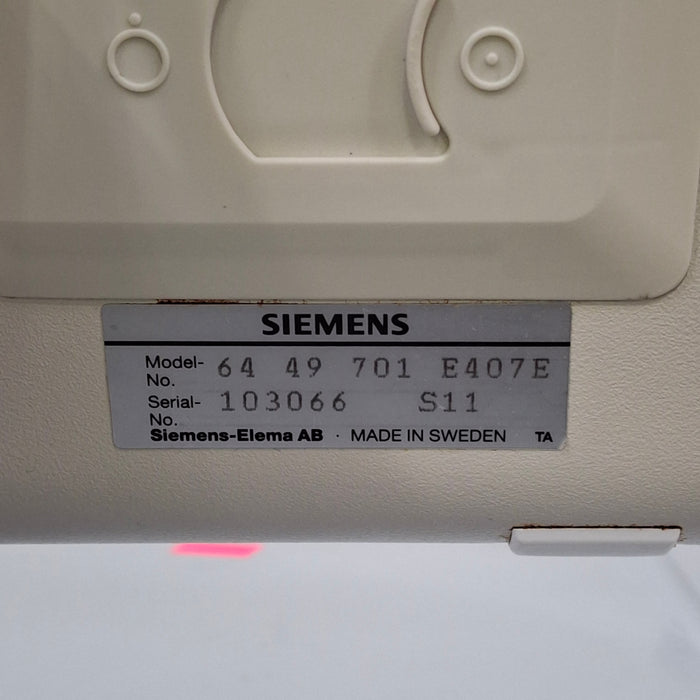 SIEMENS
Model-No. 64 49 701 E407E
Serial-No. 103066 S11
Siemens-Elema AB · MADE IN SWEDEN TA